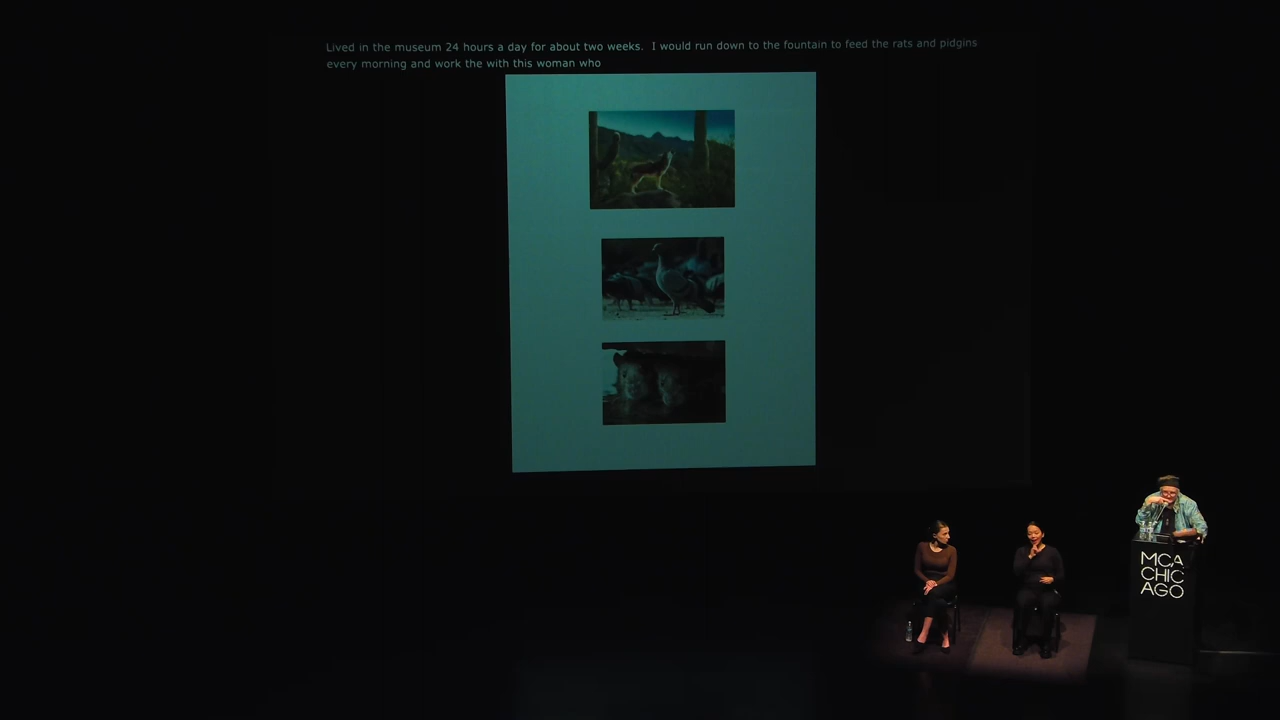 Lived in the museum 24 hours a day for about two weeks.  I would run down to the fountain to feed the rats and pidgins
every morning and work the with this woman who
MCA
CHIC
AGO